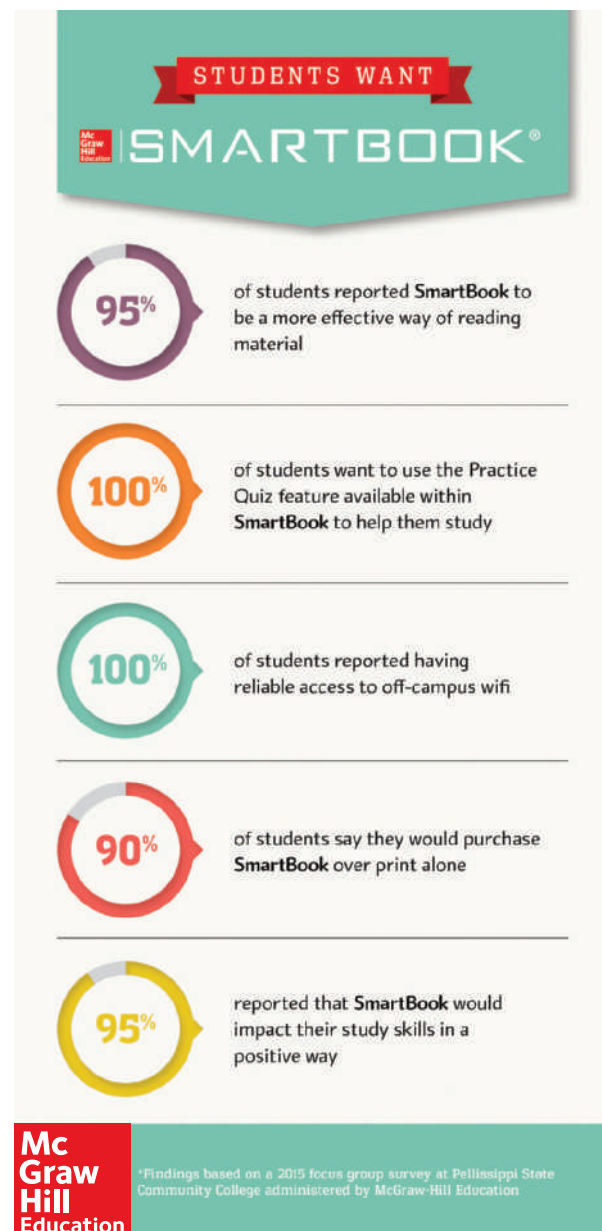 STUDENTS WANT
Mc
Graw
Hill
Education
SMARTBOOK®
95%
of students reported SmartBook to
be a more effective way of reading
material
100%
of students want to use the Practice
Quiz feature available within
SmartBook to help them study
100%
of students reported having
reliable access to off-campus wifi
90%
of students say they would purchase
SmartBook over print alone
95%
reported that SmartBook would
impact their study skills in a
positive way
Mc
Graw
Hill
Education
*Findings based on a 2015 focus group survey at Pellissippi State
Community College administered by McGraw-Hill Education